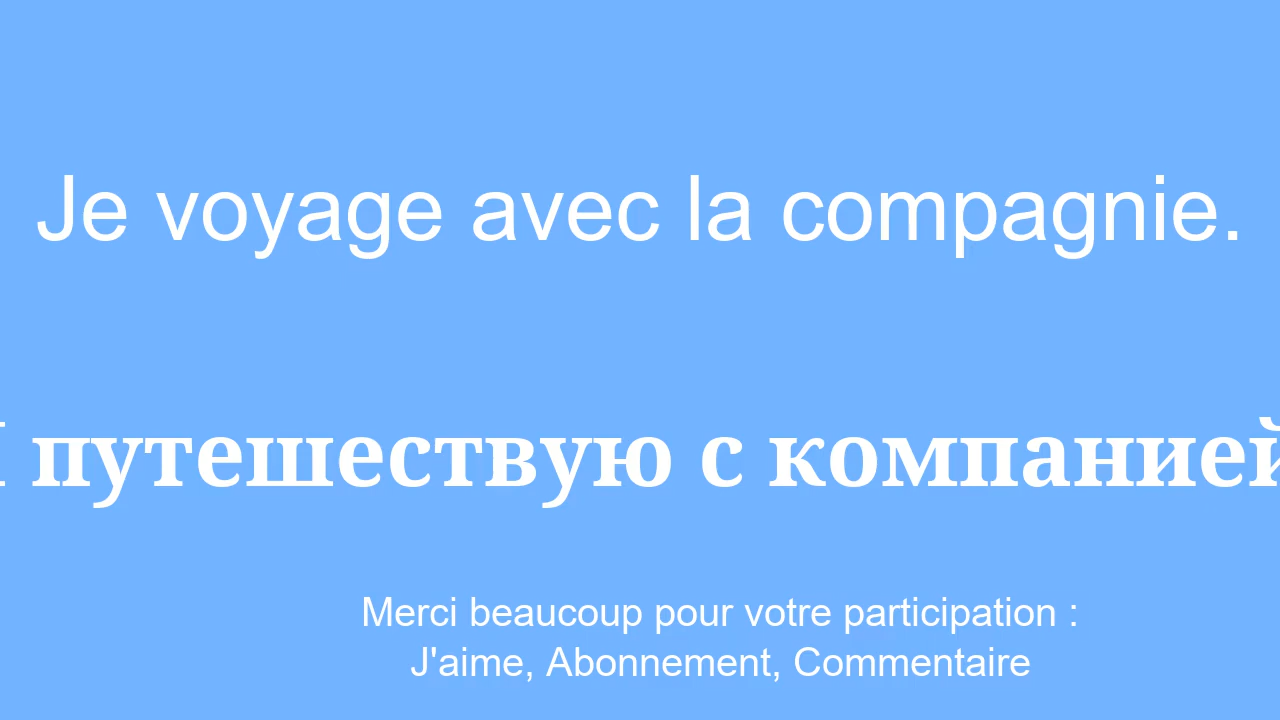 Je voyage avec la compagnie.
путешествую с компанией
Merci beaucoup pour votre participation :
J'aime, Abonnement, Commentaire